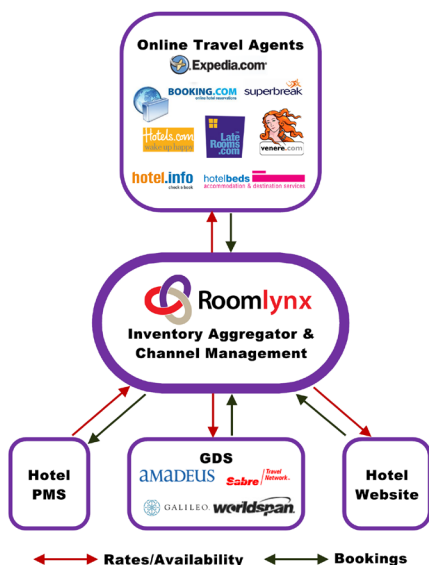 Online Travel Agents
Expedia.com
BOOKING.COM
online hotel reservations
superbreak
Hotels.com
wake up happy
Late
Rooms
.com
venere.com
hotel.info
check·a·book
hotelbeds
accommodation & destination services
Roomlynx
Inventory Aggregator &
Channel Management
Hotel
PMS
GDS
AMADEUS
Sabre Travel
Network.
GALILEO.
worldspan.
Hotel
Website
Rates/Availability
Bookings